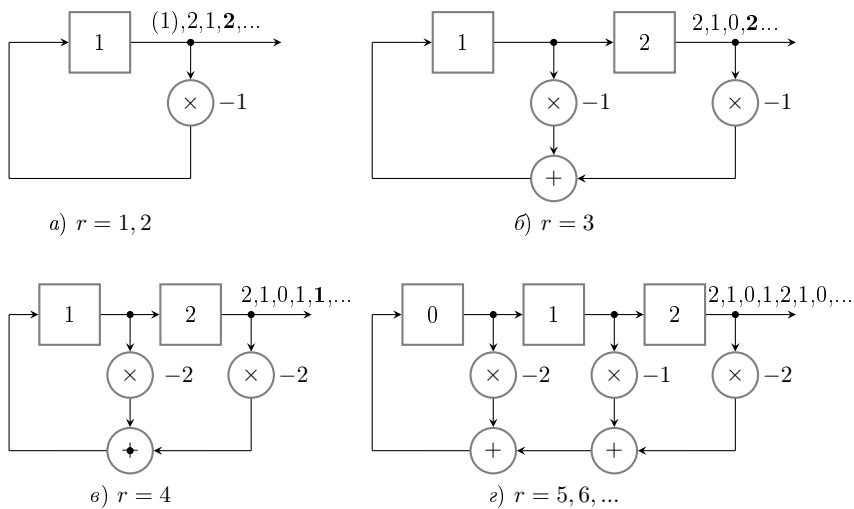 (1),2,1,2,...
1
× −1
а) r = 1, 2
2,1,0,2...
1 2
× −1 × −1
+
б) r = 3
2,1,0,1,1,...
1 2
× −2 × −2
+
в) r = 4
2,1,0,1,2,1,0,...
0 1 2
× −2 × −1 × −2
+ +
г) r = 5, 6, ...